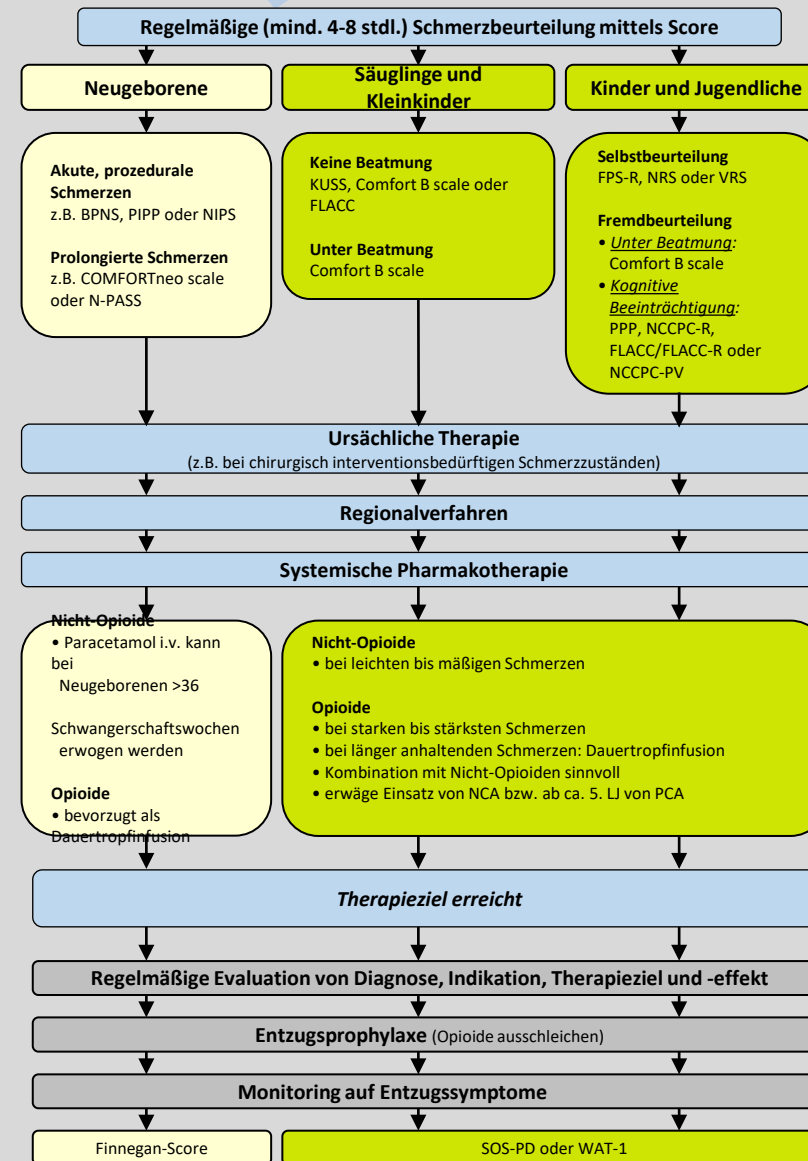 Regelmäßige (mind. 4-8 stdl.) Schmerzbeurteilung mittels Score
Neugeborene
Säuglinge und
Kleinkinder
Kinder und Jugendliche
Akute, prozedurale
Schmerzen
z.B. BPNS, PIPP oder NIPS
Prolongierte Schmerzen
z.B. COMFORTneo scale
oder N-PASS
Keine Beatmung
KUSS, Comfort B scale oder
FLACC
Unter Beatmung
Comfort B scale
Selbstbeurteilung
FPS-R, NRS oder VRS
Fremdbeurteilung
• Unter Beatmung:
Comfort B scale
• Kognitive
Beeinträchtigung:
PPP, NCCPC-R,
FLACC/FLACC-R oder
NCCPC-PV
Ursächliche Therapie
(z.B. bei chirurgisch interventionsbedürftigen Schmerzzuständen)
Regionalverfahren
Systemische Pharmakotherapie
Nicht-Opioide
• Paracetamol i.v. kann
bei
Neugeborenen >36
Schwangerschaftswochen
erwogen werden
Opioide
• bevorzugt als
Dauertropfinfusion
Nicht-Opioide
• bei leichten bis mäßigen Schmerzen
Opioide
• bei starken bis stärksten Schmerzen
• bei länger anhaltenden Schmerzen: Dauertropfinfusion
• Kombination mit Nicht-Opioiden sinnvoll
• erwäge Einsatz von NCA bzw. ab ca. 5. LJ von PCA
Therapieziel erreicht
Regelmäßige Evaluation von Diagnose, Indikation, Therapieziel und -effekt
Entzugsprophylaxe (Opioide ausschleichen)
Monitoring auf Entzugssymptome
Finnegan-Score
SOS-PD oder WAT-1